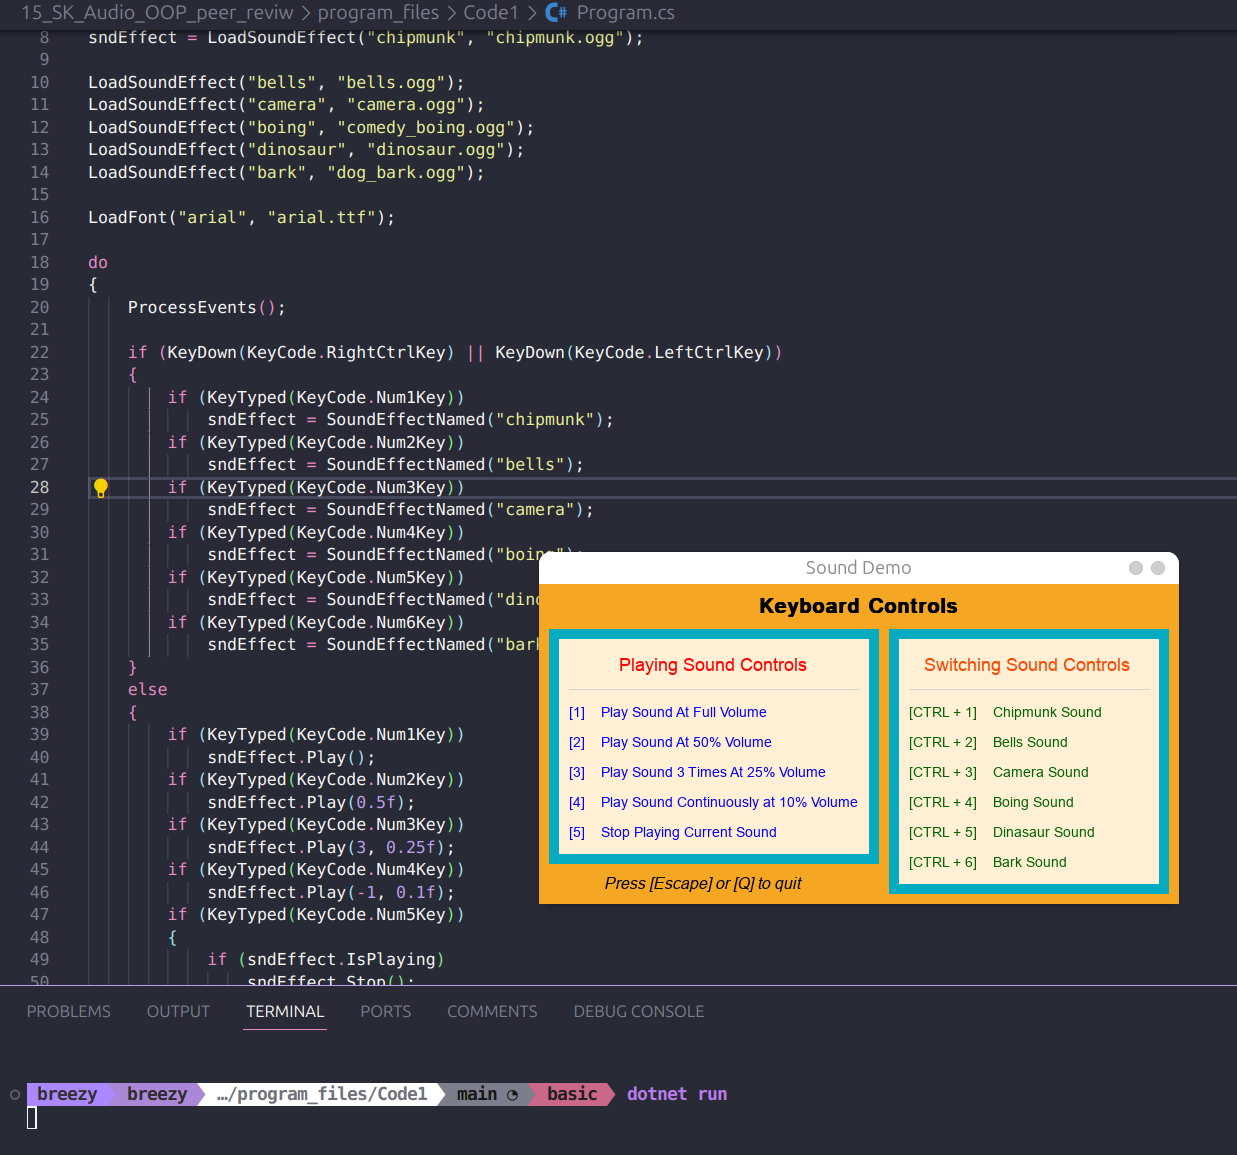 15_SK_Audio_OOP_peer_reviw > program_files > Code1 > C# Program.cs
8 sndEffect = LoadSoundEffect("chipmunk", "chipmunk.ogg");
9
10 LoadSoundEffect("bells", "bells.ogg");
11 LoadSoundEffect("camera", "camera.ogg");
12 LoadSoundEffect("boing", "comedy_boing.ogg");
13 LoadSoundEffect("dinosaur", "dinosaur.ogg");
14 LoadSoundEffect("bark", "dog_bark.ogg");
15
16 LoadFont("arial", "arial.ttf");
17
18 do
19 {
20 ProcessEvents();
21
22 if (KeyDown(KeyCode.RightCtrlKey) || KeyDown(KeyCode.LeftCtrlKey))
23 {
24 if (KeyTyped(KeyCode.Num1Key))
25 sndEffect = SoundEffectNamed("chipmunk");
26 if (KeyTyped(KeyCode.Num2Key))
27 sndEffect = SoundEffectNamed("bells");
28 if (KeyTyped(KeyCode.Num3Key))
29 sndEffect = SoundEffectNamed("camera");
30 if (KeyTyped(KeyCode.Num4Key))
31 sndEffect = SoundEffectNamed("boing");
32 if (KeyTyped(KeyCode.Num5Key))
33 sndEffect = SoundEffectNamed("dino
34 if (KeyTyped(KeyCode.Num6Key))
35 sndEffect = SoundEffectNamed("bark
36 }
37 else
38 {
39 if (KeyTyped(KeyCode.Num1Key))
40 sndEffect.Play();
41 if (KeyTyped(KeyCode.Num2Key))
42 sndEffect.Play(0.5f);
43 if (KeyTyped(KeyCode.Num3Key))
44 sndEffect.Play(3, 0.25f);
45 if (KeyTyped(KeyCode.Num4Key))
46 sndEffect.Play(-1, 0.1f);
47 if (KeyTyped(KeyCode.Num5Key))
48 {
49 if (sndEffect.IsPlaying)
50 sndEffect.Stop();
Sound Demo
Keyboard Controls
Playing Sound Controls
[1] Play Sound At Full Volume
[2] Play Sound At 50% Volume
[3] Play Sound 3 Times At 25% Volume
[4] Play Sound Continuously at 10% Volume
[5] Stop Playing Current Sound
Press [Escape] or [Q] to quit
Switching Sound Controls
[CTRL + 1] Chipmunk Sound
[CTRL + 2] Bells Sound
[CTRL + 3] Camera Sound
[CTRL + 4] Boing Sound
[CTRL + 5] Dinasaur Sound
[CTRL + 6] Bark Sound
PROBLEMS OUTPUT TERMINAL PORTS COMMENTS DEBUG CONSOLE
breezy breezy …/program_files/Code1 main basic dotnet run